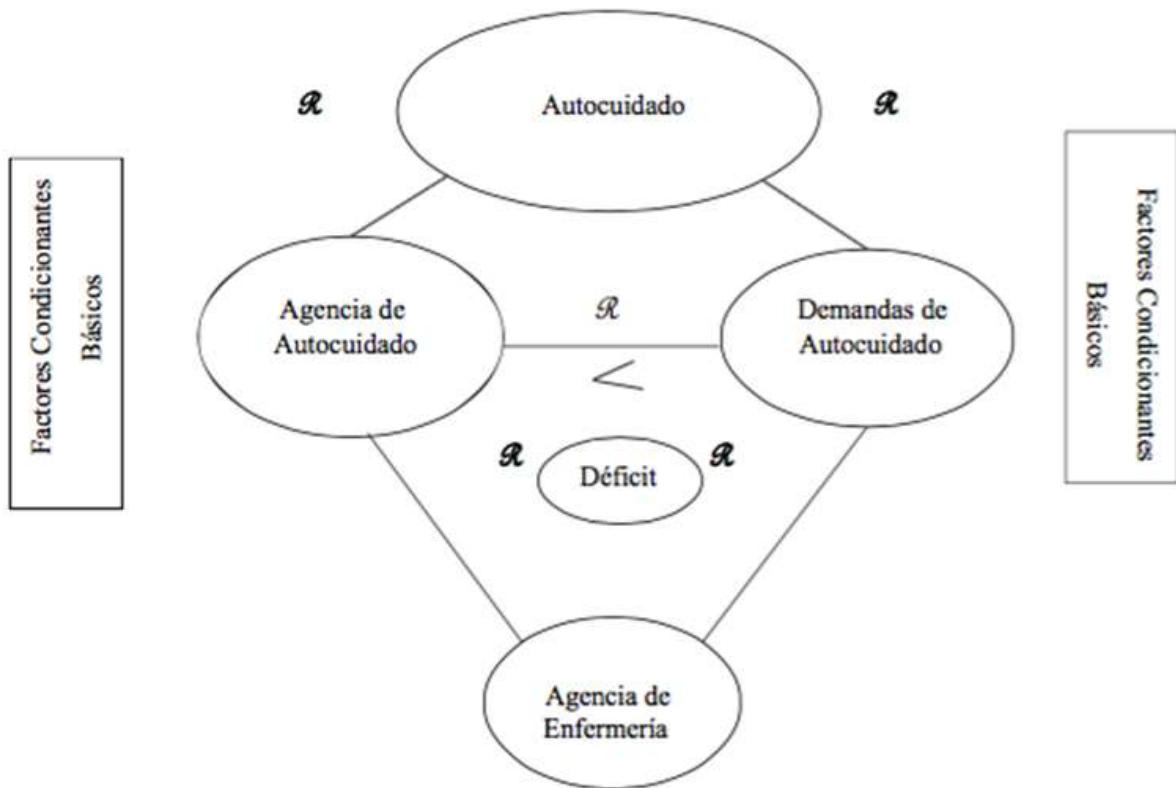 ℛ
Autocuidado
ℛ
Factores Condicionantes
Básicos
Factores Condicionantes
Básicos
Agencia de
Autocuidado
ℛ
Demandas de
Autocuidado
<
ℛ
Déficit
ℛ
Agencia de
Enfermería